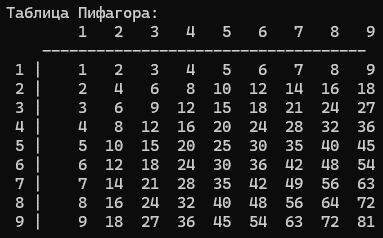 Таблица Пифагора:
         1   2   3   4   5   6   7   8   9
    ------------------------------------
 1 |     1   2   3   4   5   6   7   8   9
 2 |     2   4   6   8  10  12  14  16  18
 3 |     3   6   9  12  15  18  21  24  27
 4 |     4   8  12  16  20  24  28  32  36
 5 |     5  10  15  20  25  30  35  40  45
 6 |     6  12  18  24  30  36  42  48  54
 7 |     7  14  21  28  35  42  49  56  63
 8 |     8  16  24  32  40  48  56  64  72
 9 |     9  18  27  36  45  54  63  72  81